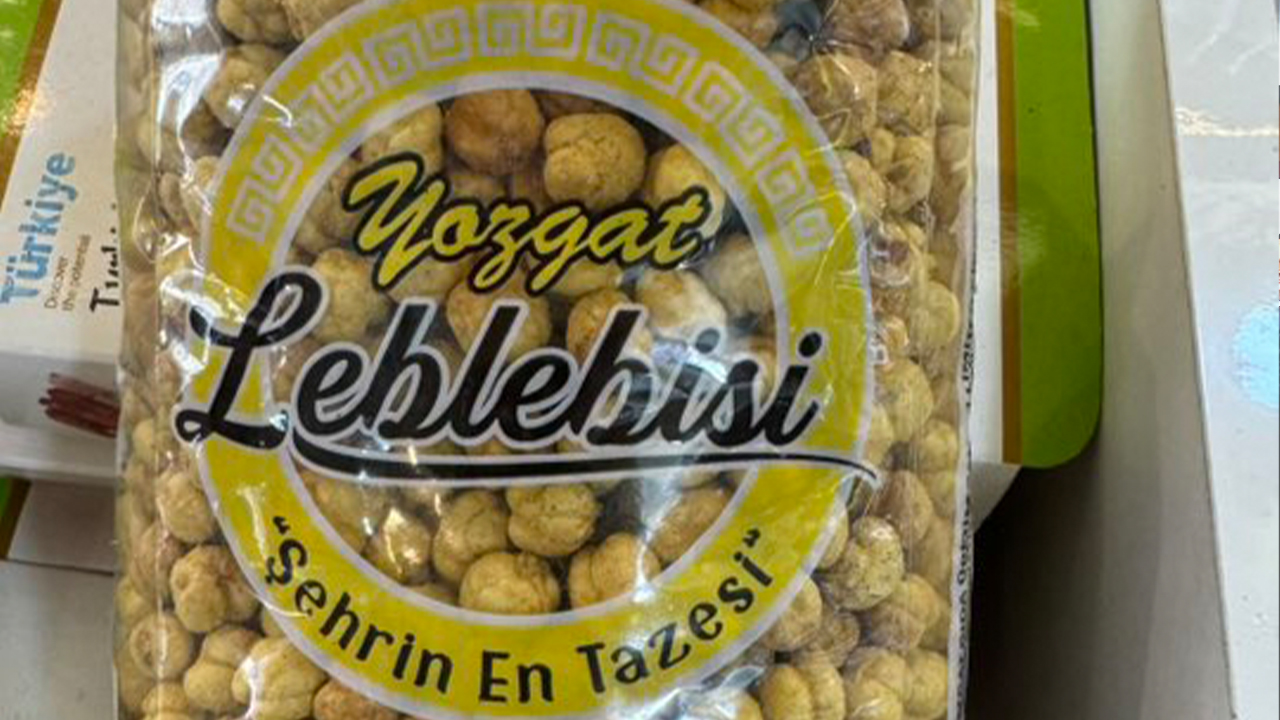 Yozgat
Leblebisi
"Şehrin En Tazesi"
Türkiye
Discover
the potential